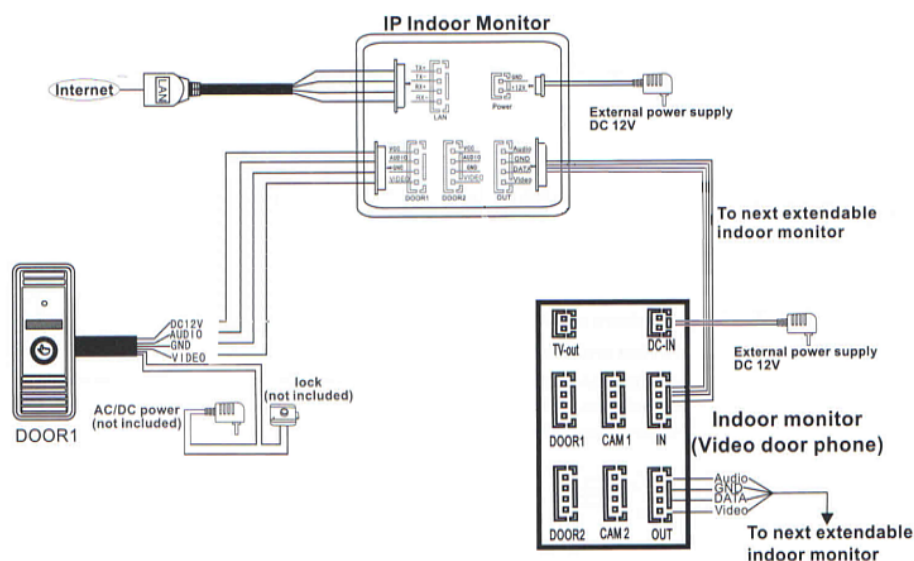 IP Indoor Monitor
Internet
LAN
TX+
TX-
RX+
RX-
LAN
GND
+12V
Power
External power supply
DC 12V
VCC
AUDIO
GND
VIDEO
DOOR1
VCC
AUDIO
GND
VIDEO
DOOR2
Audio
GND
DATA
Video
OUT
To next extendable
indoor monitor
DC12V
AUDIO
GND
VIDEO
DOOR1
AC/DC power
(not included)
lock
(not included)
TV-out
DC-IN
External power supply
DC 12V
DOOR1
CAM 1
IN
Indoor monitor
(Video door phone)
DOOR2
CAM 2
OUT
Audio
GND
DATA
Video
To next extendable
indoor monitor